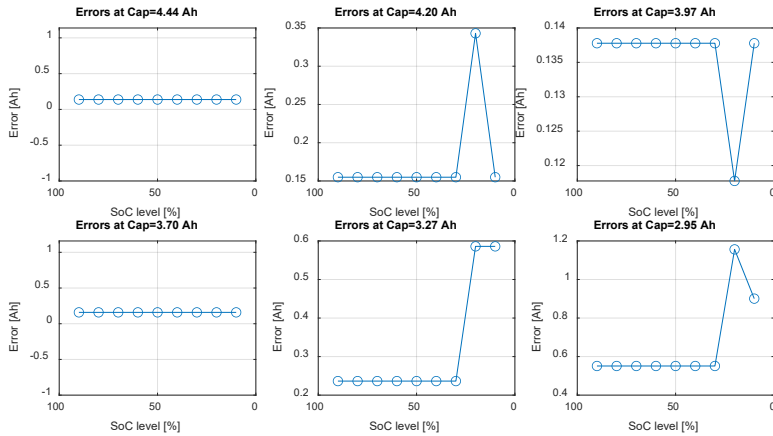 Errors at Cap=4.44 Ah
Errors at Cap=4.20 Ah
Errors at Cap=3.97 Ah
Error [Ah]
1
0.5
0
-0.5
-1
100
50
0
SoC level [%]
Error [Ah]
0.35
0.3
0.25
0.2
0.15
100
50
0
SoC level [%]
Error [Ah]
0.14
0.135
0.13
0.125
0.12
100
50
0
SoC level [%]
Errors at Cap=3.70 Ah
Errors at Cap=3.27 Ah
Errors at Cap=2.95 Ah
Error [Ah]
1
0.5
0
-0.5
-1
100
50
0
SoC level [%]
Error [Ah]
0.6
0.5
0.4
0.3
0.2
100
50
0
SoC level [%]
Error [Ah]
1.2
1
0.8
0.6
0.4
100
50
0
SoC level [%]